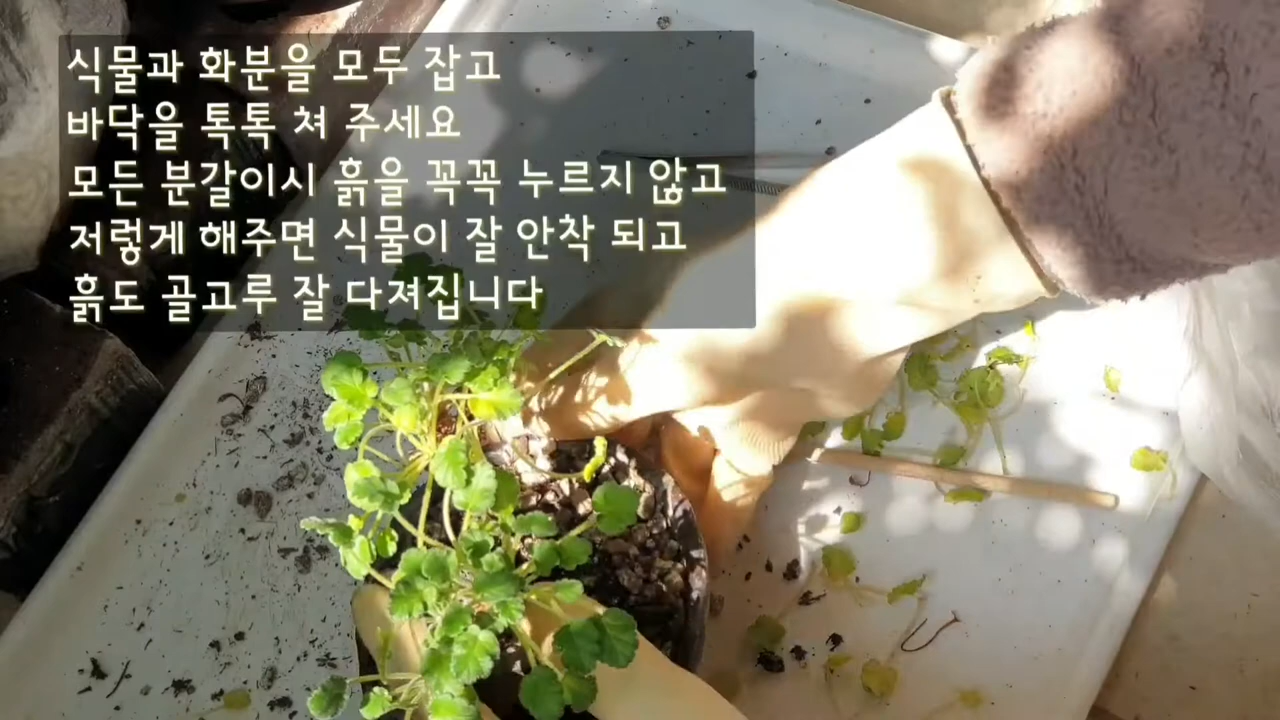 식물과 화분을 모두 잡고
바닥을 톡톡 쳐 주세요
모든 분갈이시 흙을 꼭꼭 누르지 않고
저렇게 해주면 식물이 잘 안착 되고
흙도 골고루 잘 다져집니다